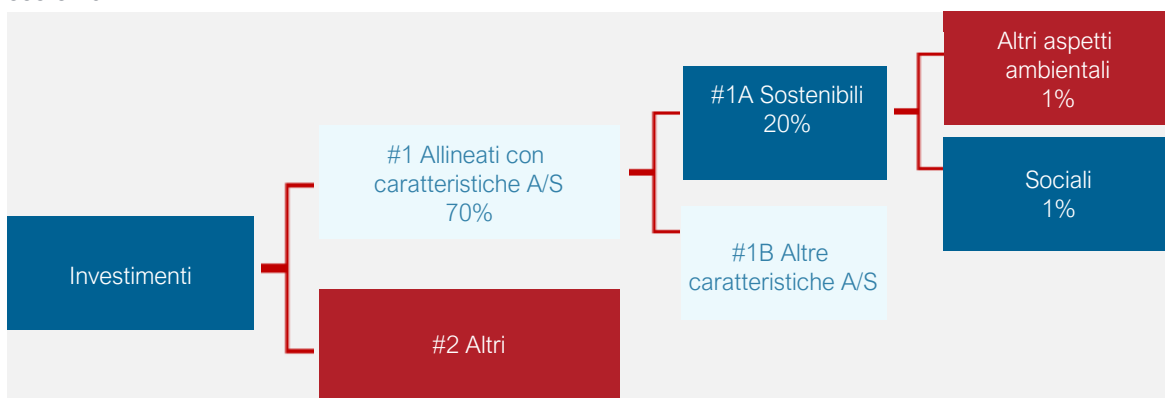 Altri aspetti
ambientali
1%
#1A Sostenibili
20%
#1 Allineati con
caratteristiche A/S
70%
Sociali
1%
#1B Altre
caratteristiche A/S
Investimenti
#2 Altri